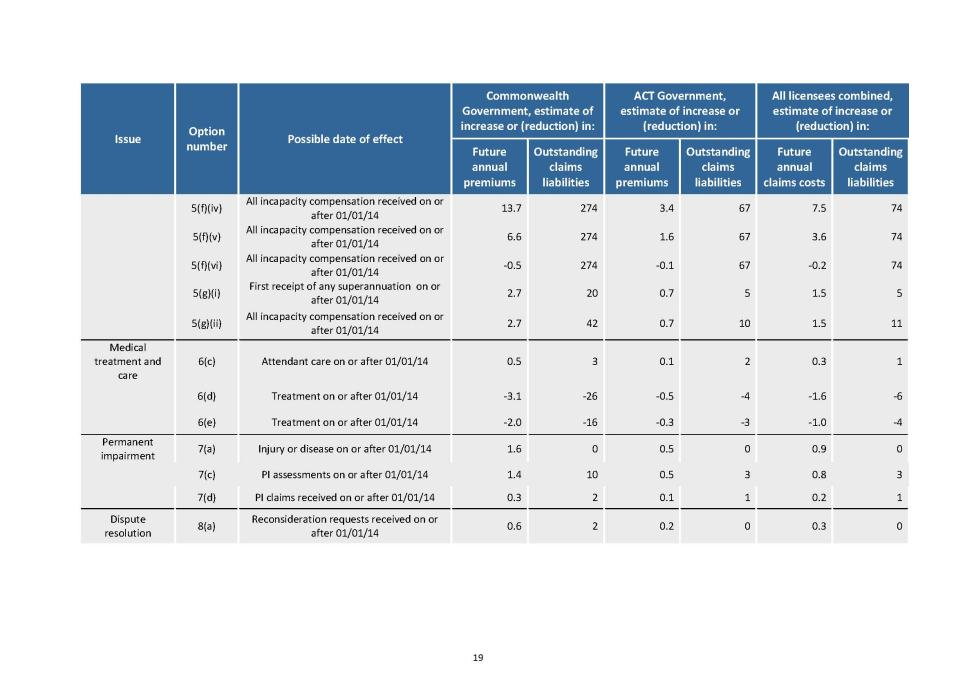 Issue
Option number
Possible date of effect
Commonwealth Government, estimate of increase or (reduction) in:
ACT Government, estimate of increase or (reduction) in:
All licensees combined, estimate of increase or (reduction) in:
Future annual premiums
Outstanding claims liabilities
Future annual premiums
Outstanding claims liabilities
Future annual claims costs
Outstanding claims liabilities
5(f)(iv) All incapacity compensation received on or after 01/01/14 13.7 274 3.4 67 7.5 74
5(f)(v) All incapacity compensation received on or after 01/01/14 6.6 274 1.6 67 3.6 74
5(f)(vi) All incapacity compensation received on or after 01/01/14 -0.5 274 -0.1 67 -0.2 74
5(g)(i) First receipt of any superannuation on or after 01/01/14 2.7 20 0.7 5 1.5 5
5(g)(ii) All incapacity compensation received on or after 01/01/14 2.7 42 0.7 10 1.5 11
Medical treatment and care 6(c) Attendant care on or after 01/01/14 0.5 3 0.1 2 0.3 1
6(d) Treatment on or after 01/01/14 -3.1 -26 -0.5 -4 -1.6 -6
6(e) Treatment on or after 01/01/14 -2.0 -16 -0.3 -3 -1.0 -4
Permanent impairment 7(a) Injury or disease on or after 01/01/14 1.6 0 0.5 0 0.9 0
7(c) PI assessments on or after 01/01/14 1.4 10 0.5 3 0.8 3
7(d) PI claims received on or after 01/01/14 0.3 2 0.1 1 0.2 1
Dispute resolution 8(a) Reconsideration requests received on or after 01/01/14 0.6 2 0.2 0 0.3 0
19